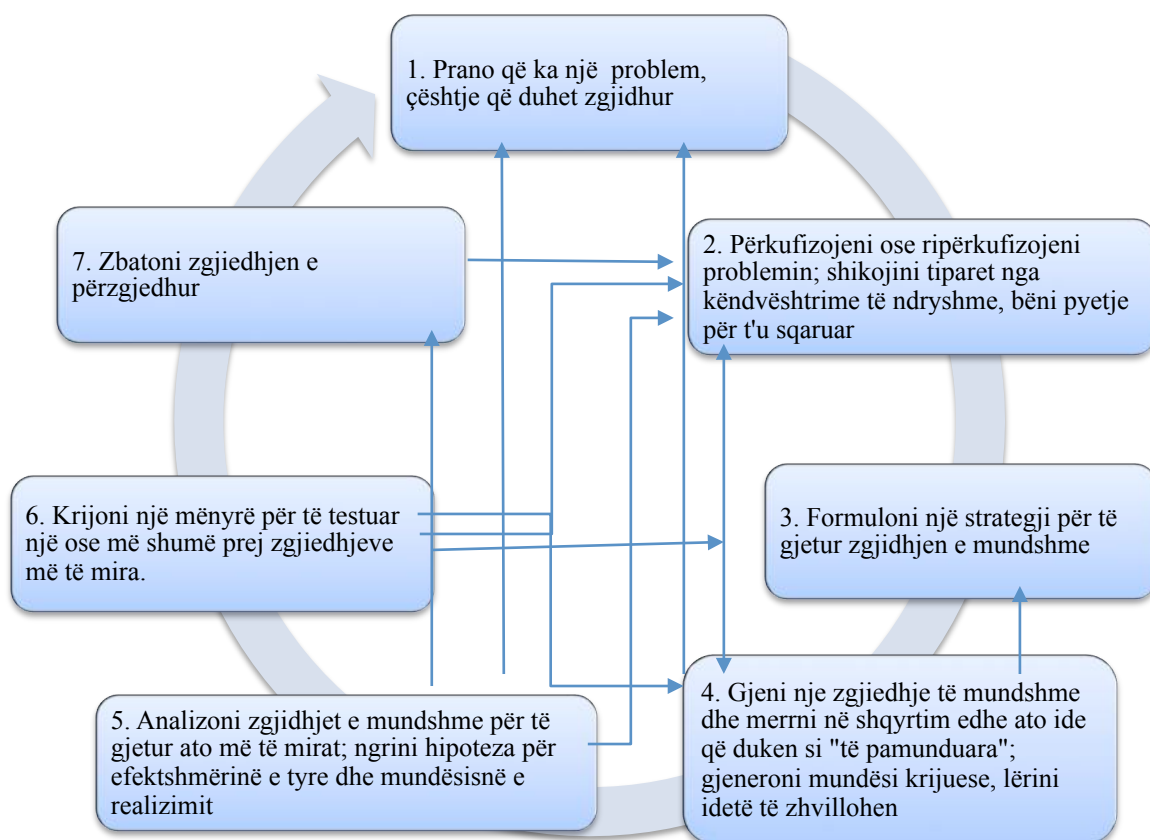 1. Prano që ka një problem,
çështje që duhet zgjidhur
2. Përkufizojeni ose ripërkufizojeni
problemin; shikojini tiparet nga
këndvështrime të ndryshme, bëni pyetje
për t'u sqaruar
3. Formuloni një strategji për të
gjetur zgjidhjen e mundshme
4. Gjeni nje zgjiedhje të mundshme
dhe merrni në shqyrtim edhe ato ide
që duken si "të pamunduara";
gjeneroni mundësi krijuese, lërini
idetë të zhvillohen
5. Analizoni zgjidhjet e mundshme për të
gjetur ato më të mirat; ngrini hipoteza për
efektshmërinë e tyre dhe mundësisnë e
realizimit
6. Krijoni një mënyrë për të testuar
një ose më shumë prej zgjiedhjeve
më të mira.
7. Zbatoni zgjiedhjen e
përzgjedhur